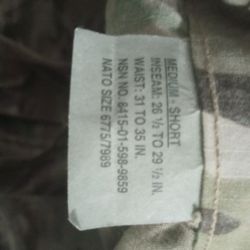 MEDIUM - SHORT
INSEAM: 26 ½ TO 29 ½ IN.
WAIST: 31 TO 35 IN.
NSN NO. 8415-01-598-9859
NATO SIZE 6775/7989